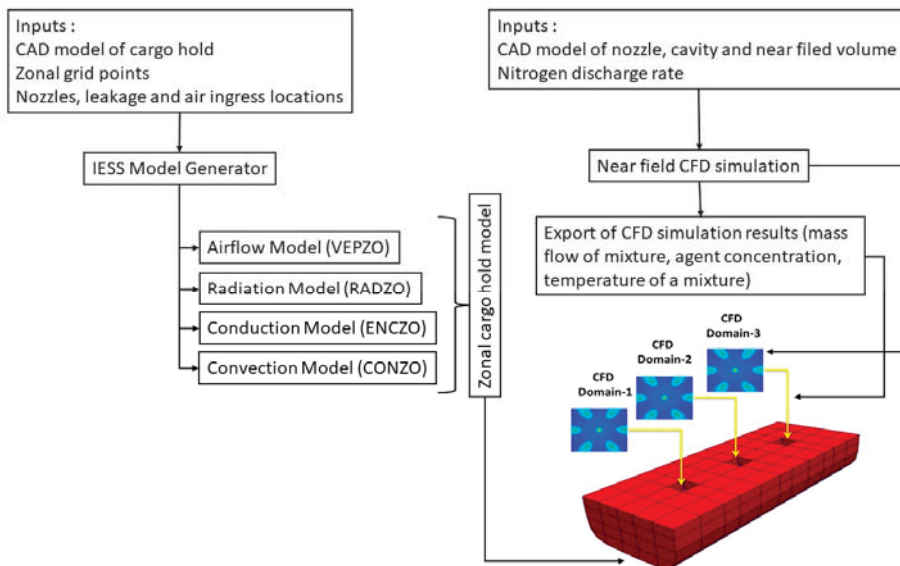 Inputs :
CAD model of cargo hold
Zonal grid points
Nozzles, leakage and air ingress locations
IESS Model Generator
Airflow Model (VEPZO)
Radiation Model (RADZO)
Conduction Model (ENCZO)
Convection Model (CONZO)
Zonal cargo hold model
Inputs :
CAD model of nozzle, cavity and near filed volume
Nitrogen discharge rate
Near field CFD simulation
Export of CFD simulation results (mass
flow of mixture, agent concentration,
temperature of a mixture)
CFD
Domain-1
CFD
Domain-2
CFD
Domain-3